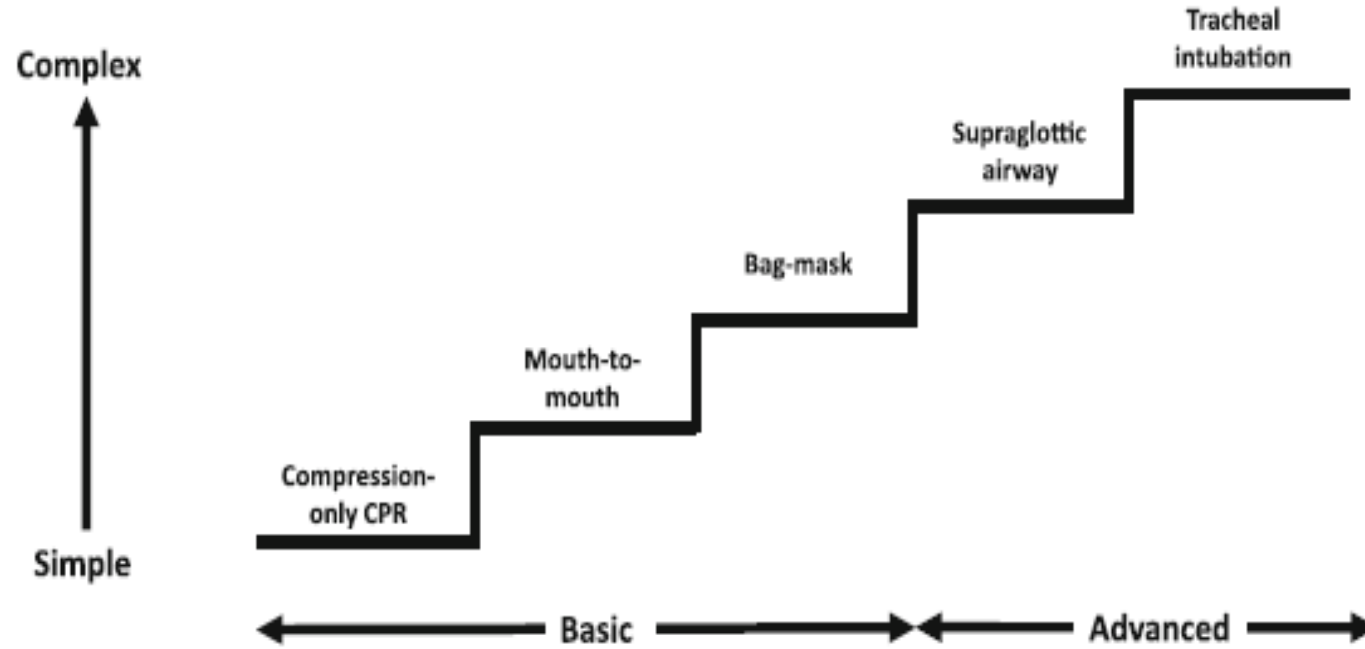 Tracheal
intubation
Complex
Supraglottic
airway
Bag-mask
Mouth-to-
mouth
Compression-
only CPR
Simple
Basic
Advanced